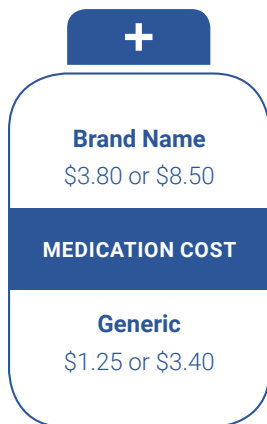 Brand Name
$3.80 or $8.50
MEDICATION COST
Generic
$1.25 or $3.40